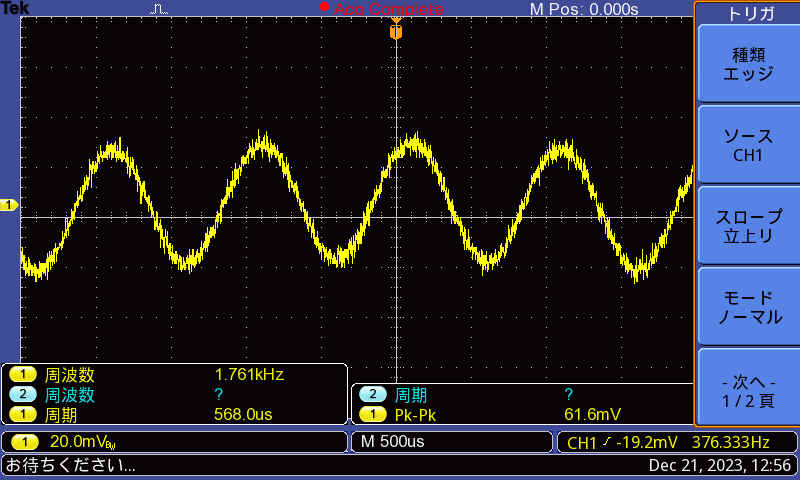 Tek
Acq Complete
M Pos: 0.000s
トリガ
T
種類
エッジ
ソース
CH1
1
スロープ
立上り
モード
ノーマル
- 次へ -
1 / 2 頁
1 周波数 1.761kHz
2 周波数 ?
1 周期 568.0us
2 周期 ?
1 Pk-Pk 61.6mV
1 20.0mVBW
M 500us
CH1 -19.2mV 376.333Hz
お待ちください...
Dec 21, 2023, 12:56